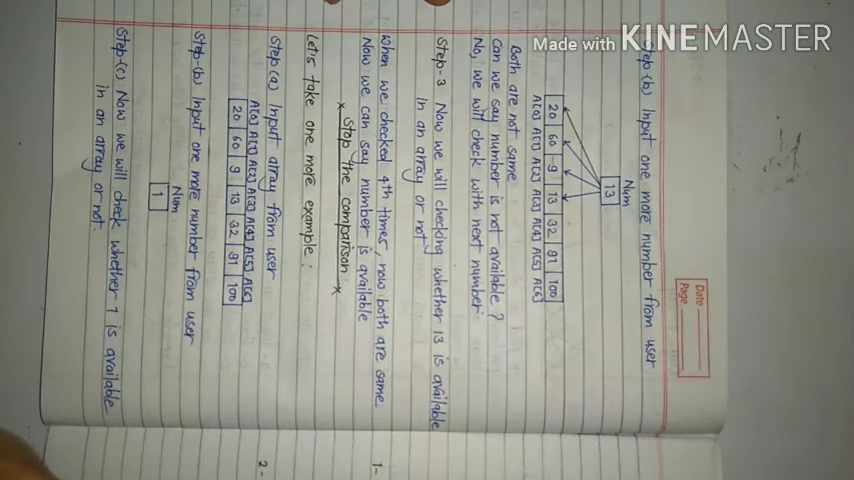 Made with KINEMASTER
Date
Page
Step-(b) Input one more number from user
Num
13
20 60 9 13 32 91 100
A[0] A[1] A[2] A[3] A[4] A[5] A[6]
Both are not same
Can we say number is not available?
No, we will check with next number
Step-3 Now we will checking whether 13 is available
In an array or not
When we checked 4th times, now both are same
Now we can say number is available
x Stop the comparison x
Let's take one more example:
Step (a) Input array from user
A[0] A[1] A[2] A[3] A[4] A[5] A[6]
20 60 9 13 32 91 100
Step-(b) Input one more number from user
Num
1
Step-(c) Now we will check whether 1 is available
in an array or not.
1-
2-